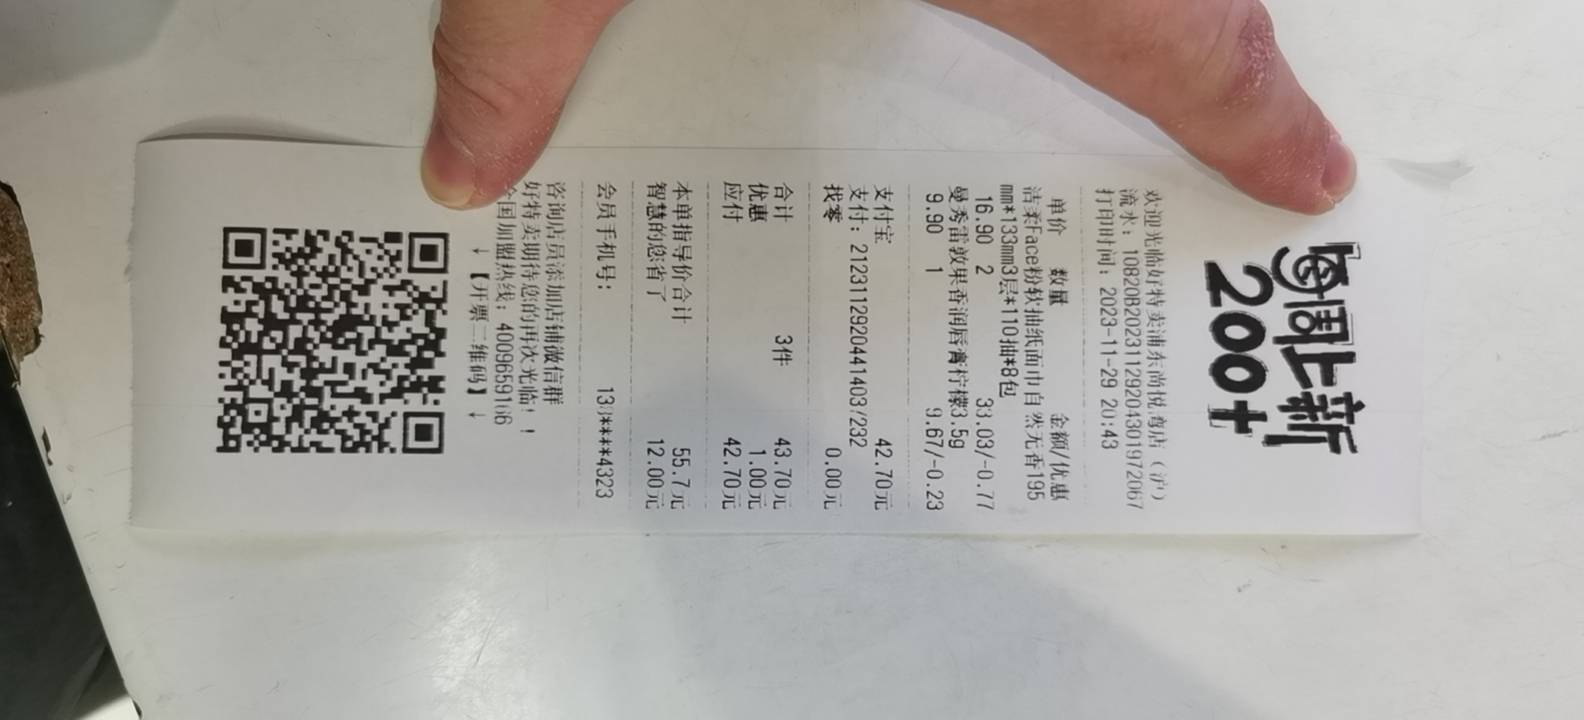 每周上新
200+
欢迎光临好特卖浦东尚悦湾店（沪）
流水：10820B202311292043019720​67
打印时间：2023-11-29 20:43
单价 数量 金额/优惠
洁柔Face粉软抽纸面巾自然无香195
mm*133mm3层*110抽*8包
16.90 2 33.03/-0.77
曼秀雷敦果香润唇膏柠檬3.5g
9.90 1 9.67/-0.23
支付宝 42.70元
支付：21231129204414037232
找零 0.00元
合计 3件 43.70元
优惠 1.00元
应付 42.70元
本单指导价合计 55.7元
智慧的您省了 12.00元
会员手机号： 13****4323
咨询店员添加店铺微信群
好特卖期待您的再次光临！！
全国加盟热线：4009659166
↓【开票二维码】↓